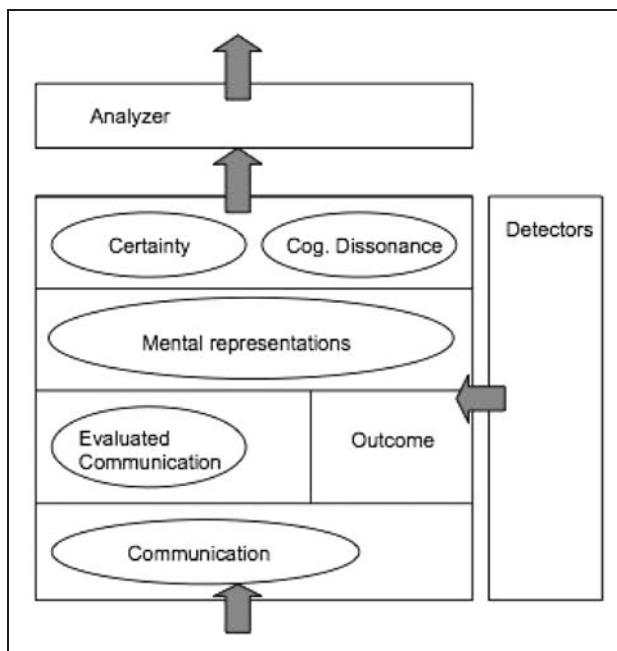 Analyzer
Certainty
Cog. Dissonance
Detectors
Mental representations
Evaluated
Communication
Outcome
Communication